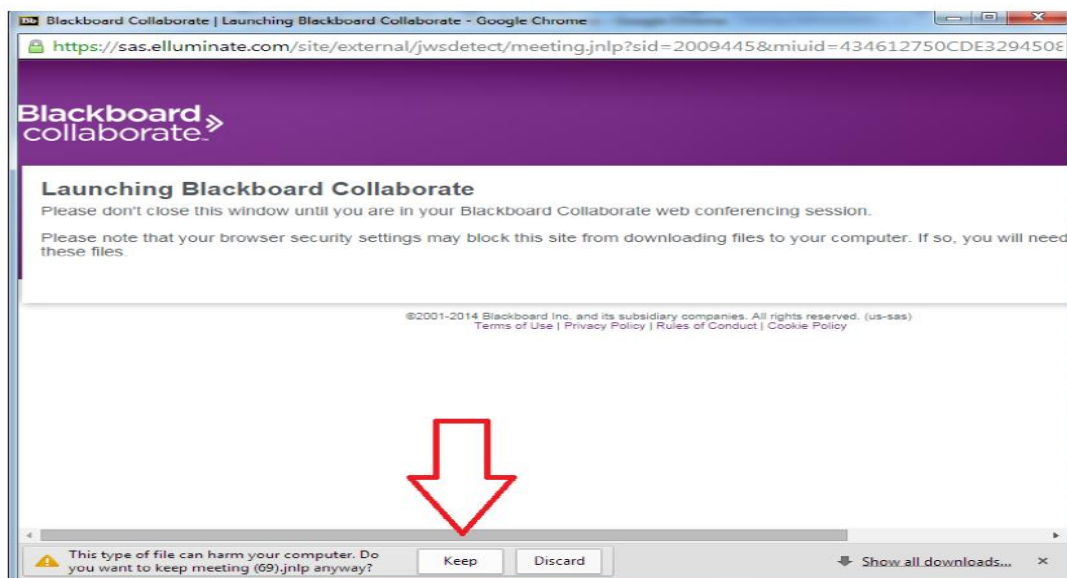 Blackboard Collaborate | Launching Blackboard Collaborate - Google Chrome
https://sas.elluminate.com/site/external/jwsdetect/meeting.jnlp?sid=2009445&miuid=434612750CDE3294508
Blackboard
collaborate
Launching Blackboard Collaborate
Please don't close this window until you are in your Blackboard Collaborate web conferencing session.
Please note that your browser security settings may block this site from downloading files to your computer. If so, you will need
these files.
©2001-2014 Blackboard Inc. and its subsidiary companies. All rights reserved. (us-sas)
Terms of Use | Privacy Policy | Rules of Conduct | Cookie Policy
This type of file can harm your computer. Do
you want to keep meeting (69).jnlp anyway?
Keep
Discard
Show all downloads...